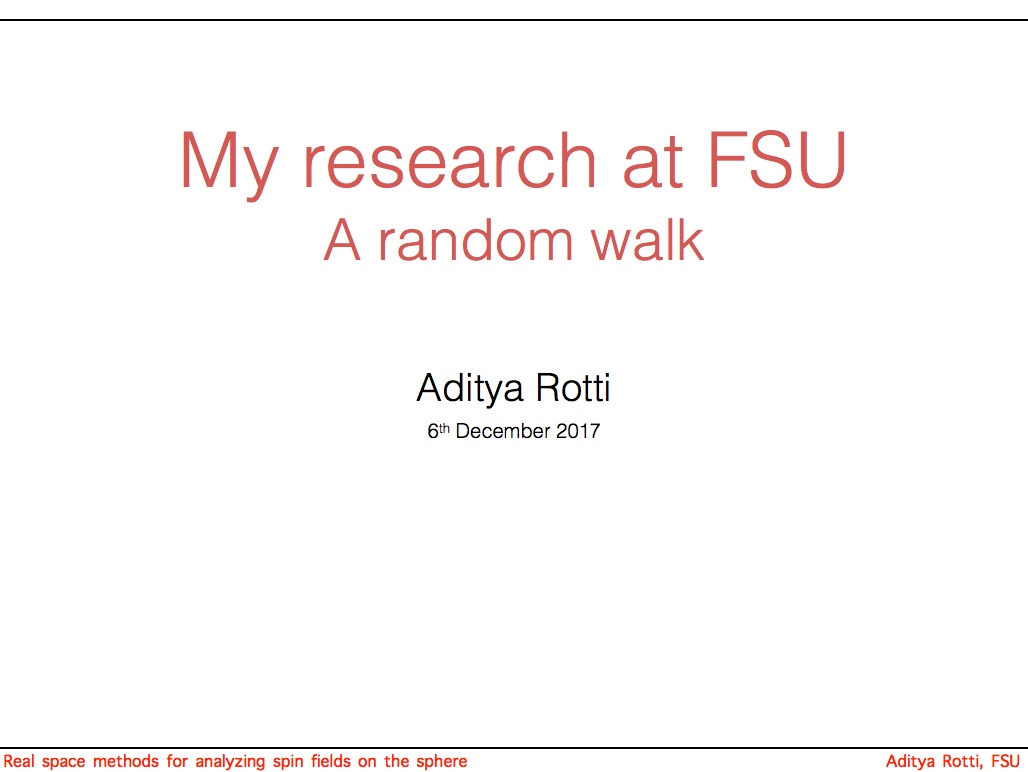 My research at FSU
A random walk
Aditya Rotti
6th December 2017
Real space methods for analyzing spin fields on the sphere
Aditya Rotti, FSU